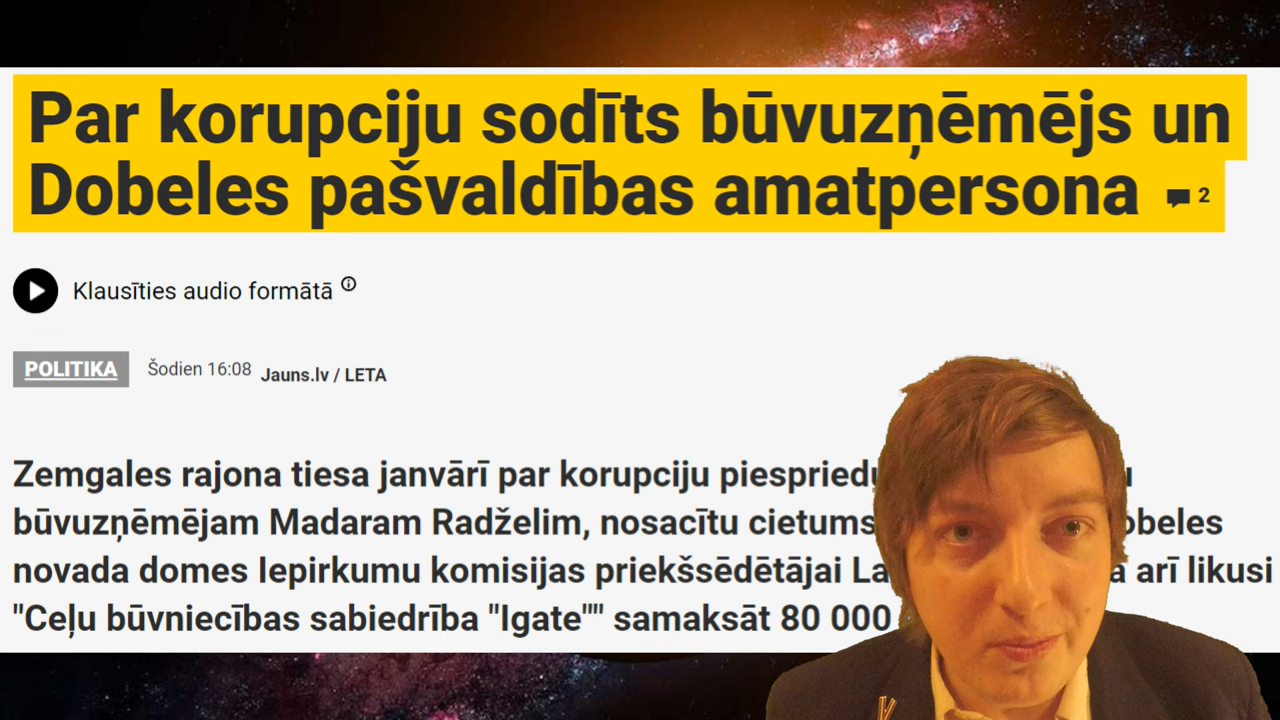 Par korupciju sodīts būvuzņēmējs un
Dobeles pašvaldības amatpersona 2
Klausīties audio formātā
POLITIKA Šodien 16:08 Jauns.lv / LETA
Zemgales rajona tiesa janvārī par korupciju
būvuzņēmējam Madaram Radželim, nosacītu
novada domes Iepirkumu komisijas priekšsēdētājai arī likusi
"Ceļu būvniecības sabiedrība "Igate"" samaksāt 80 000